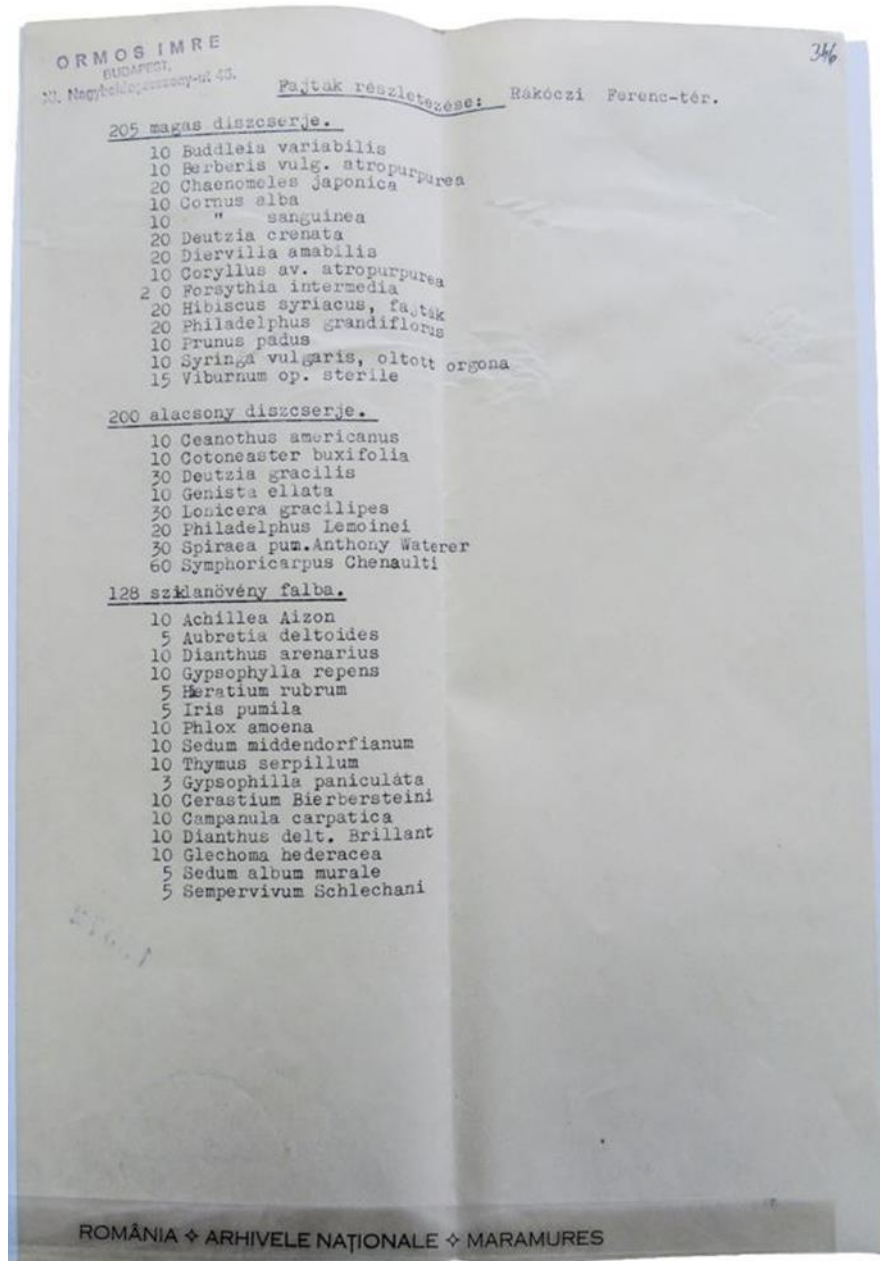 346
ORMOS IMRE
BUDAPEST,
XI. Nagyboldogasszony-ut 43.
Fajták részletezése: Rákóczi Ferenc-tér.
205 magas diszcserje.
10 Buddleia variabilis
10 Berberis vulg. atropurpurea
20 Chaenomeles japonica
10 Cornus alba
10 " sanguinea
20 Deutzia crenata
20 Diervilla amabilis
10 Coryllus av. atropurpurea
2 0 Forsythia intermedia
20 Hibiscus syriacus, fajták
20 Philadelphus grandiflorus
10 Prunus padus
10 Syringa vulgaris, oltott orgona
15 Viburnum op. sterile
200 alacsony diszcserje.
10 Ceanothus americanus
10 Cotoneaster buxifolia
30 Deutzia gracilis
10 Genista ellata
30 Lonicera gracilipes
20 Philadelphus Lemoinei
30 Spiraea pum.Anthony Waterer
60 Symphoricarpus Chenaulti
128 sziklanövény falba.
10 Achillea Aizon
5 Aubretia deltoides
10 Dianthus arenarius
10 Gypsophylla repens
5 Heratium rubrum
5 Iris pumila
10 Phlox amoena
10 Sedum middendorfianum
10 Thymus serpillum
3 Gypsophilla paniculáta
10 Cerastium Bierbersteini
10 Campanula carpatica
10 Dianthus delt. Brillant
10 Glechoma hederacea
5 Sedum album murale
5 Sempervivum Schlechani
ROMÂNIA ✧ ARHIVELE NAȚIONALE ✧ MARAMURES